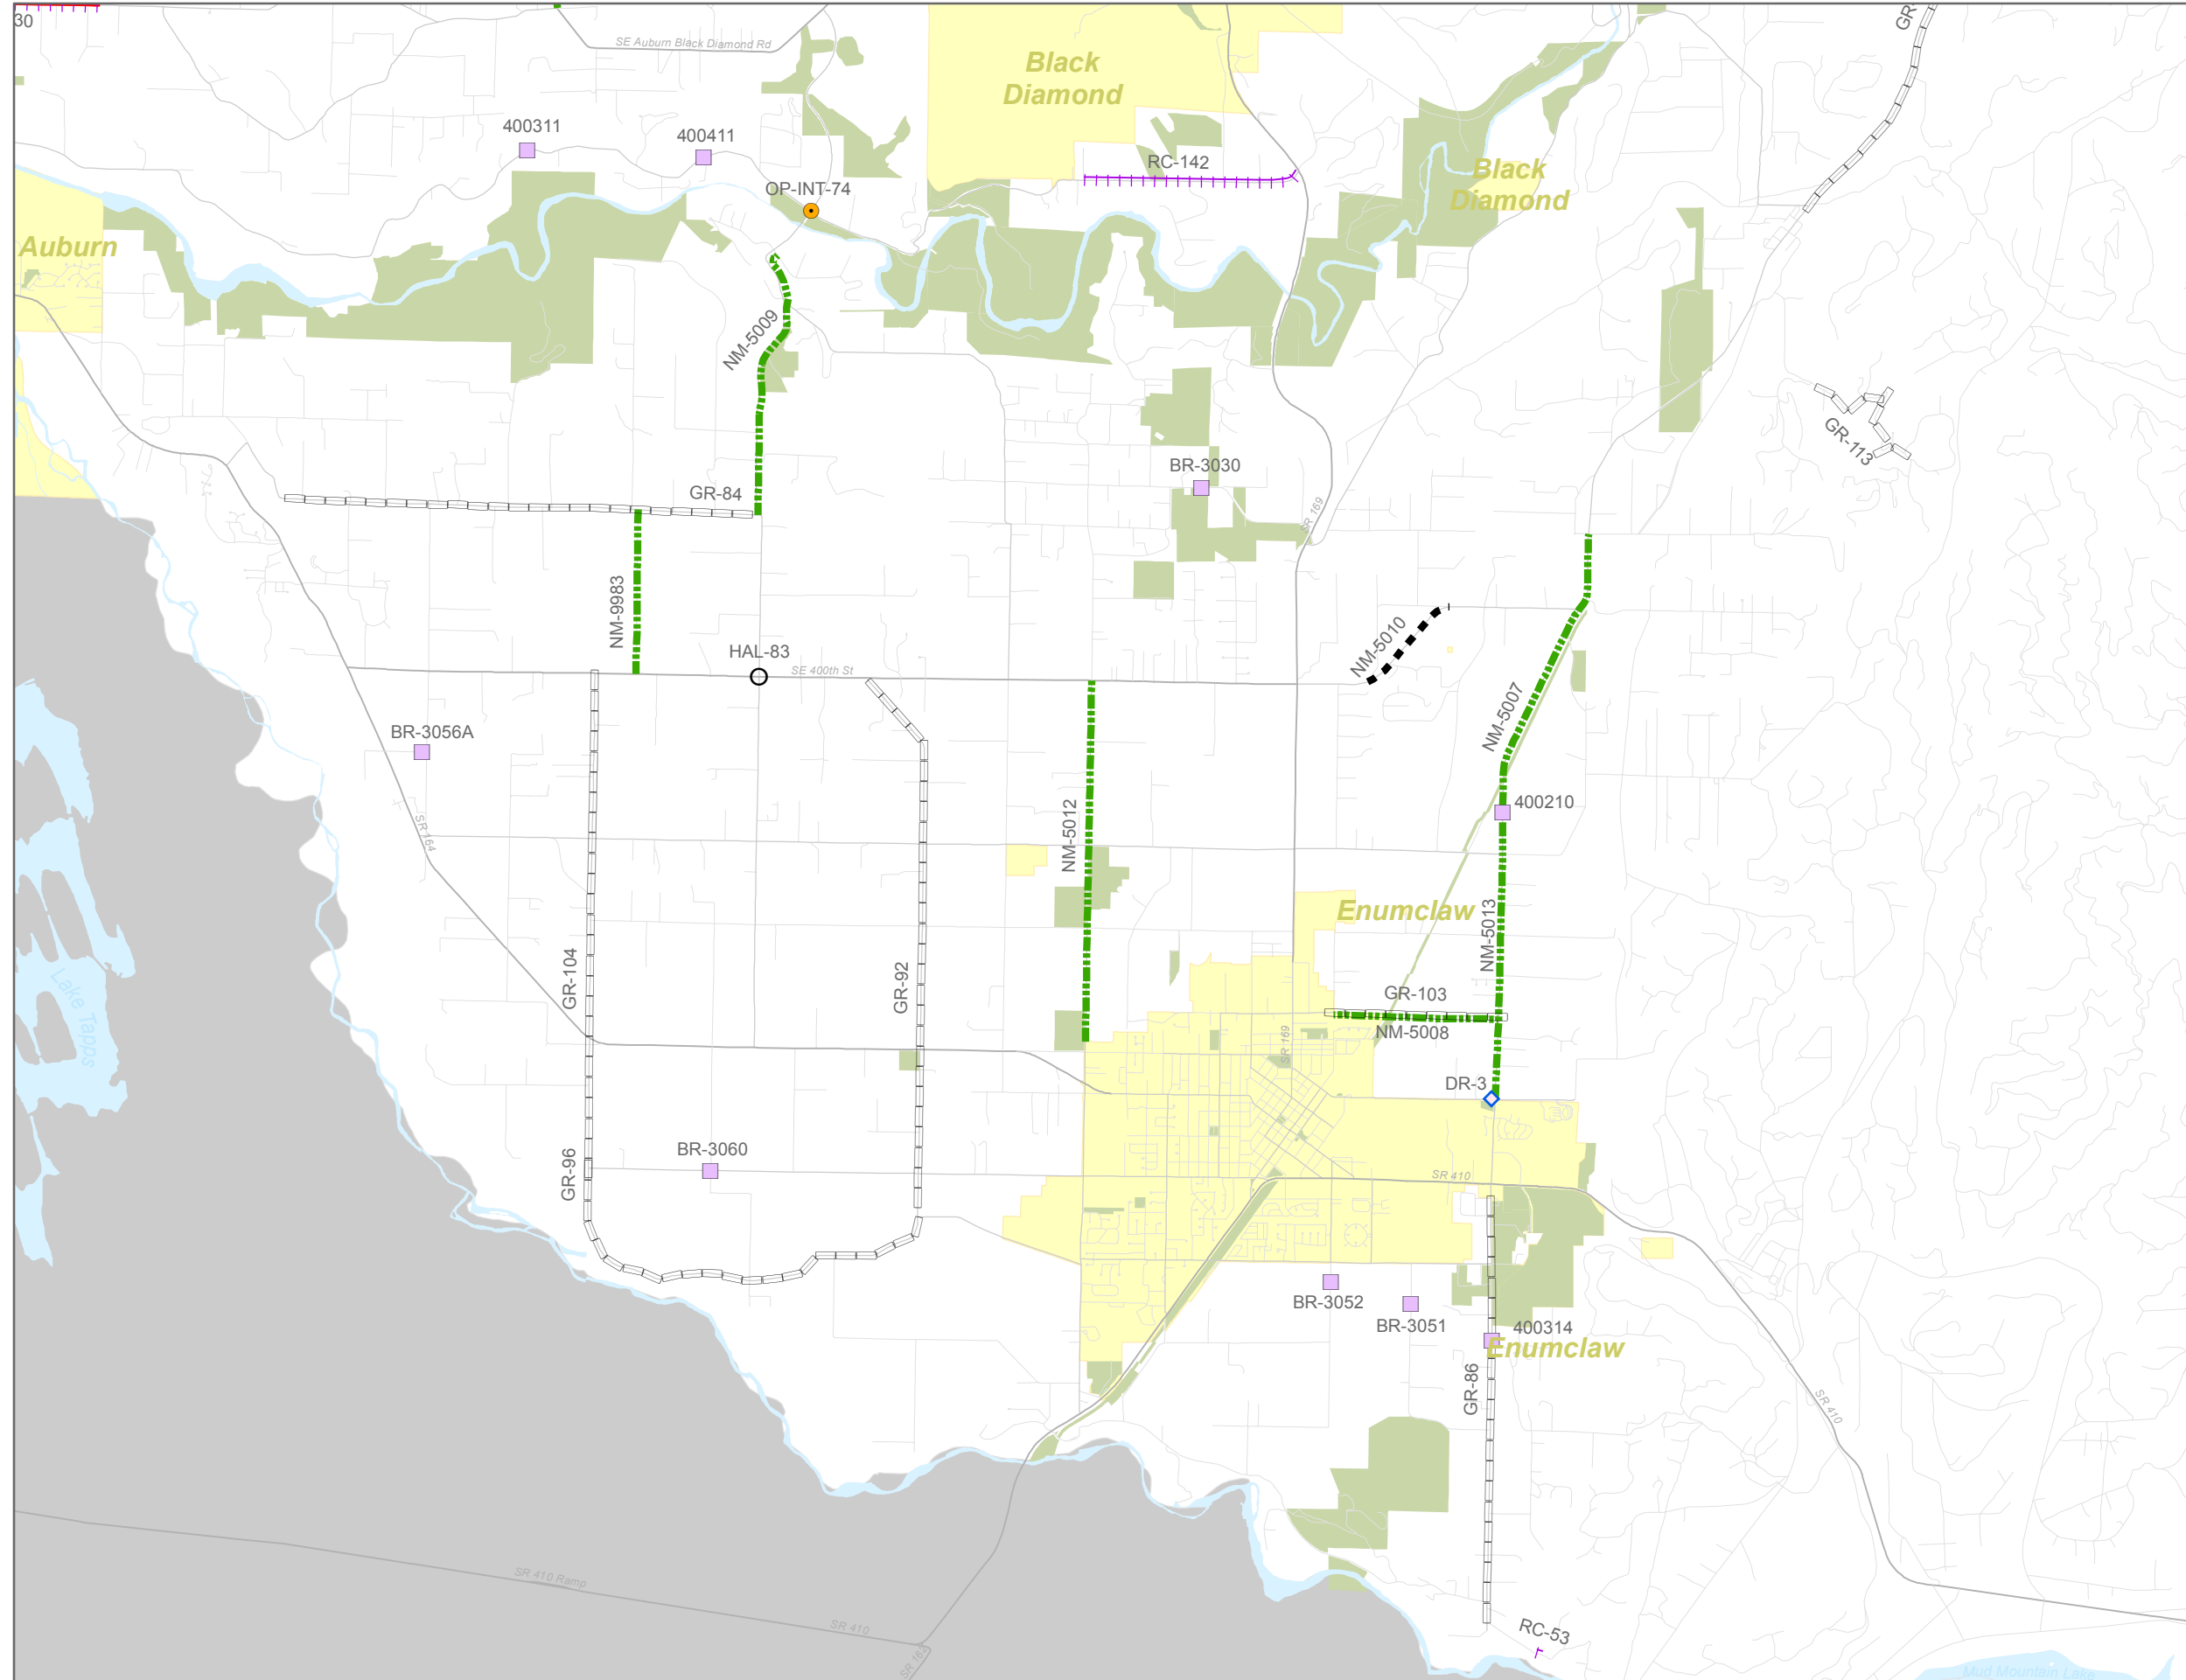 30
SE Auburn Black Diamond Rd
GR-
Black
Diamond
400311
400411
RC-142
Black
Diamond
OP-INT-74
Auburn
NM-5009
GR-113
BR-3030
GR-84
SR 169
NM-9983
NM-5010
HAL-83
SE 400th St
NM-5007
BR-3056A
400210
SR 164
NM-5012
Enumclaw
NM-5013
GR-104
GR-92
Lake Tapps
GR-103
NM-5008
SR 169
DR-3
BR-3060
GR-96
SR 410
BR-3052
BR-3051
400314
Enumclaw
GR-86
SR 410
SR 410 Ramp
SR 410
SR 162
RC-53
Mud Mountain Lake